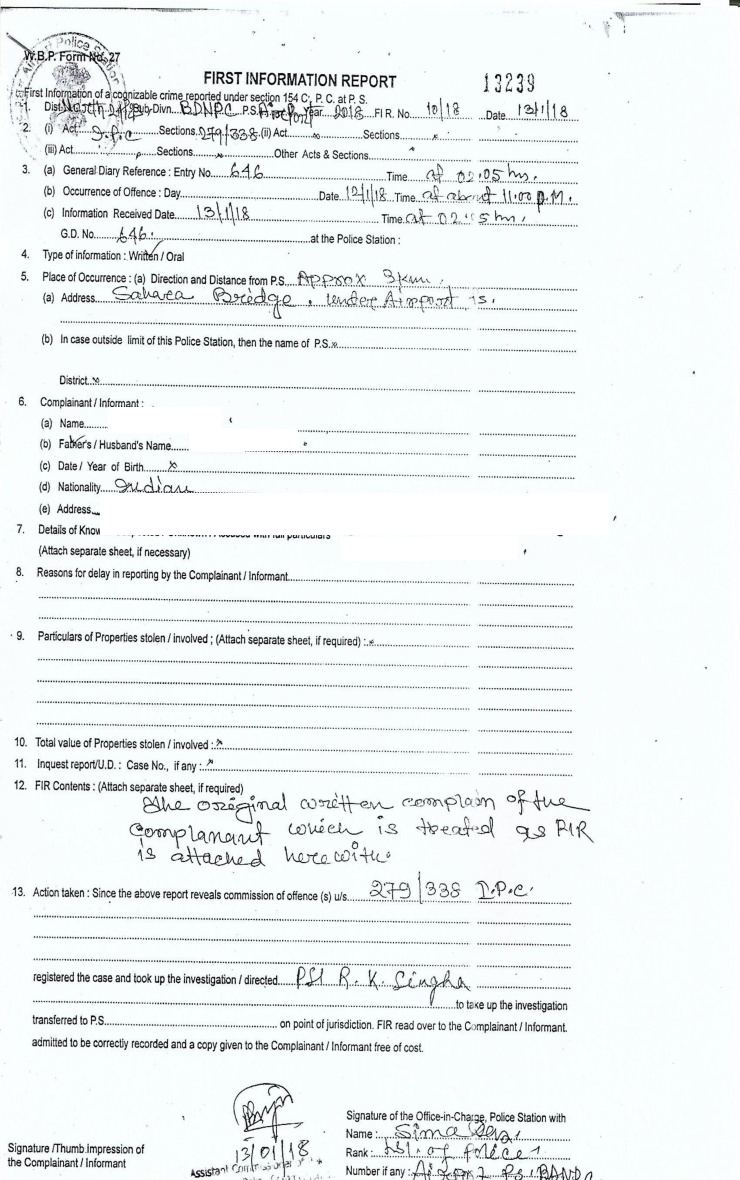 Police
W.B.P. Form No. 27
FIRST INFORMATION REPORT
13239
First Information of a cognizable crime reported under section 154 C, P. C. at P. S.
1. Dist. North Sub-Divn. BDNPC P.S. Airport Year 2018 FIR. No. 10/18 Date 13/1/18
2. (i) Act I.P.C Sections 279/338 (ii) Act x Sections x
(iii) Act Sections x Other Acts & Sections
3. (a) General Diary Reference : Entry No. 646 Time at 02.05 hrs.
(b) Occurrence of Offence : Day Date 12/1/18 Time at about 11:00 p.m.
(c) Information Received Date 13/1/18 Time at 02.05 hrs.
G.D. No. 646. at the Police Station :
4. Type of information : Written / Oral
5. Place of Occurrence : (a) Direction and Distance from P.S. Approx 3km.
(a) Address Bridge, under Airport
(b) In case outside limit of this Police Station, then the name of P.S. x
District x
6. Complainant / Informant :
(a) Name
(b) Father's / Husband's Name
(c) Date / Year of Birth x
(d) Nationality Indian
(e) Address
7. Details of Know
with full particulars
(Attach separate sheet, if necessary)
8. Reasons for delay in reporting by the Complainant / Informant
9. Particulars of Properties stolen / involved ; (Attach separate sheet, if required) : x
10. Total value of Properties stolen / involved : x
11. Inquest report/U.D. : Case No., if any : x
12. FIR Contents : (Attach separate sheet, if required)
The original written complain of the
complanant which is treated as FIR
is attached herewith.
13. Action taken : Since the above report reveals commission of offence (s) u/s. 279/338 I.P.C.
registered the case and took up the investigation / directed PSI R. K. Singha
to take up the investigation
transferred to P.S. on point of jurisdiction. FIR read over to the Complainant / Informant.
admitted to be correctly recorded and a copy given to the Complainant / Informant free of cost.
13/01/18
Assistant
Signature /Thumb impression of
the Complainant / Informant
Signature of the Office-in-Charge, Police Station with
Name : Sima
Rank : of police
Number if any : Airport PS